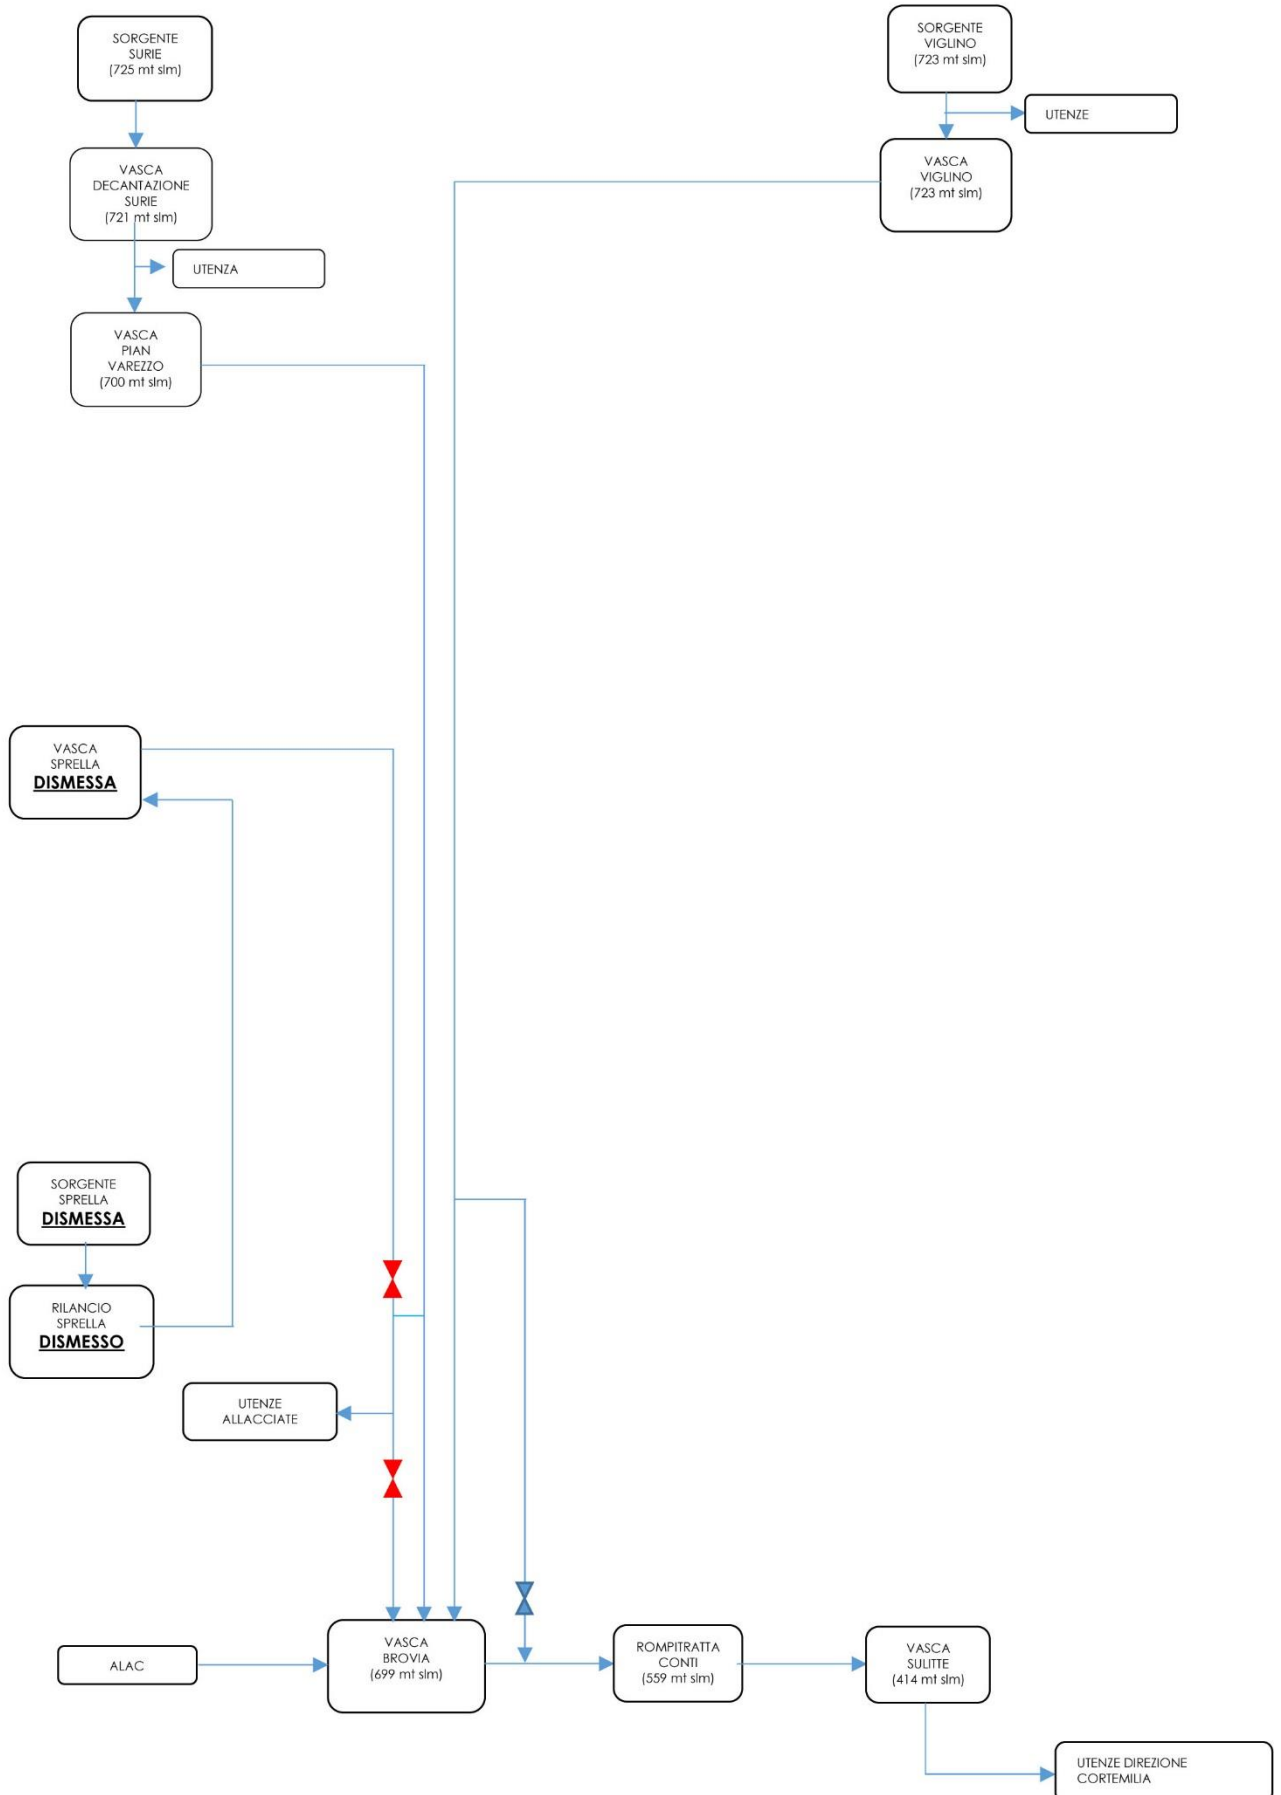 SORGENTE
SURIE
(725 mt slm)
SORGENTE
VIGLINO
(723 mt slm)
UTENZE
VASCA
DECANTAZIONE
SURIE
(721 mt slm)
VASCA
VIGLINO
(723 mt slm)
UTENZA
VASCA
PIAN
VAREZZO
(700 mt slm)
VASCA
SPRELLA
DISMESSA
SORGENTE
SPRELLA
DISMESSA
RILANCIO
SPRELLA
DISMESSO
UTENZE
ALLACCIATE
ALAC
VASCA
BROVIA
(699 mt slm)
ROMPITRATTA
CONTI
(559 mt slm)
VASCA
SULITTE
(414 mt slm)
UTENZE DIREZIONE
CORTEMILIA